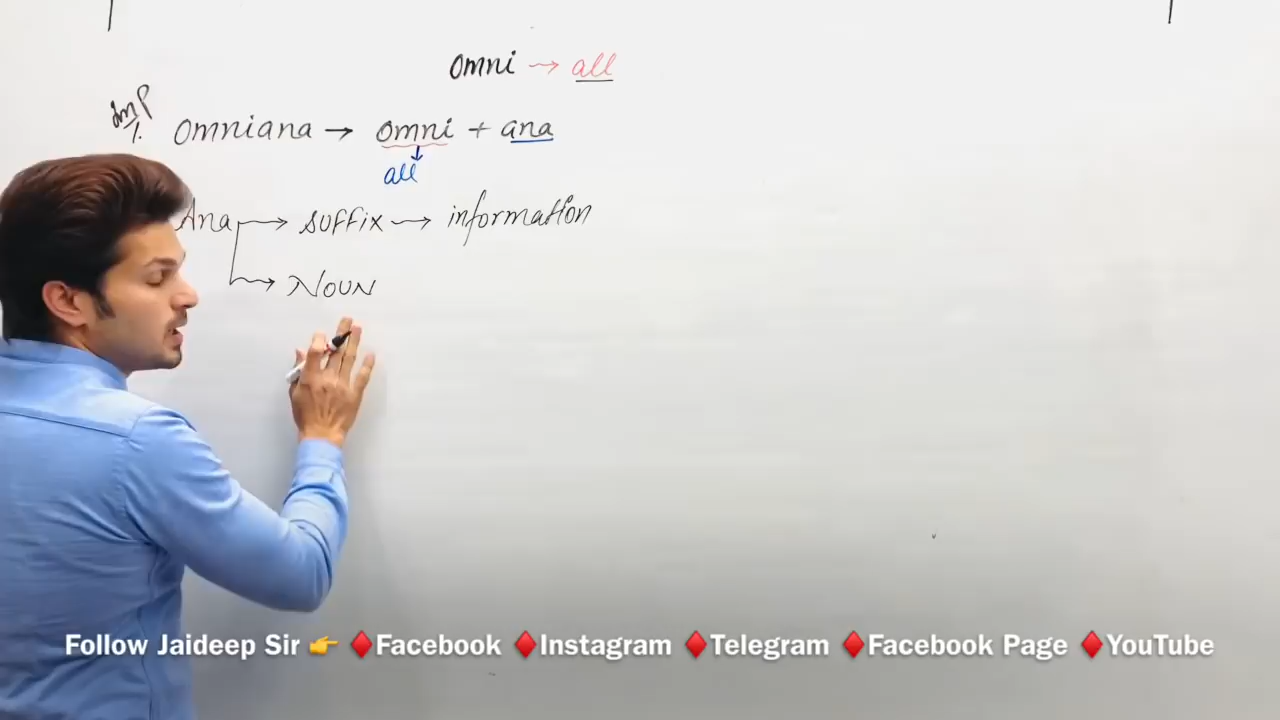 omni → all
Imp. Omniana → omni + ana
all
Ana → suffix → information
→ Noun
Follow Jaideep Sir 👉 ♦Facebook ♦Instagram ♦Telegram ♦Facebook Page ♦YouTube